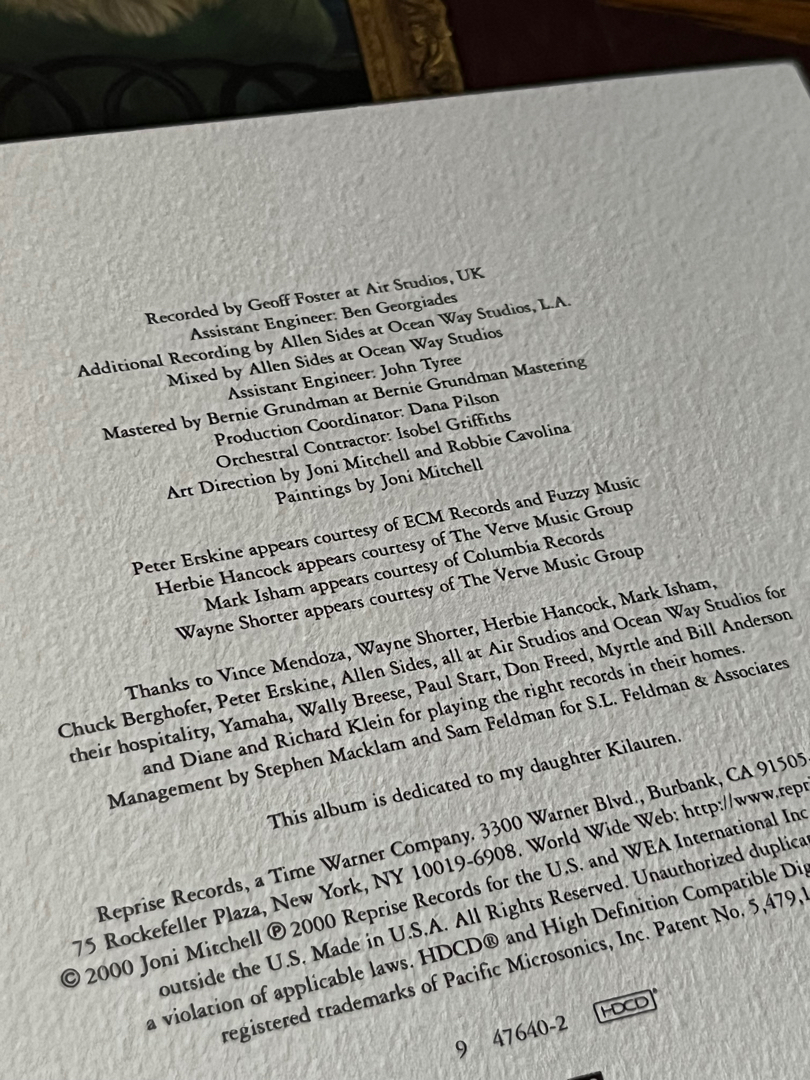 Recorded by Geoff Foster at Air Studios, UK
Assistant Engineer: Ben Georgiades
Additional Recording by Allen Sides at Ocean Way Studios, L.A.
Mixed by Allen Sides at Ocean Way Studios
Assistant Engineer: John Tyree
Mastered by Bernie Grundman at Bernie Grundman Mastering
Production Coordinator: Dana Pilson
Orchestral Contractor: Isobel Griffiths
Art Direction by Joni Mitchell and Robbie Cavolina
Paintings by Joni Mitchell
Peter Erskine appears courtesy of ECM Records and Fuzzy Music
Herbie Hancock appears courtesy of The Verve Music Group
Mark Isham appears courtesy of Columbia Records
Wayne Shorter appears courtesy of The Verve Music Group
Thanks to Vince Mendoza, Wayne Shorter, Herbie Hancock, Mark Isham,
Chuck Berghofer, Peter Erskine, Allen Sides, all at Air Studios and Ocean Way Studios for
their hospitality, Yamaha, Wally Breese, Paul Starr, Don Freed, Myrtle and Bill Anderson
and Diane and Richard Klein for playing the right records in their homes.
Management by Stephen Macklam and Sam Feldman for S.L. Feldman & Associates
This album is dedicated to my daughter Kilauren.
Reprise Records, a Time Warner Company. 3300 Warner Blvd., Burbank, CA 91505-
75 Rockefeller Plaza, New York, NY 10019-6908. World Wide Web: http://www.repr
© 2000 Joni Mitchell ℗ 2000 Reprise Records for the U.S. and WEA International Inc
outside the U.S. Made in U.S.A. All Rights Reserved. Unauthorized duplica
a violation of applicable laws. HDCD® and High Definition Compatible Dig
registered trademarks of Pacific Microsonics, Inc. Patent No. 5,479,1
9 47640-2 HDCD